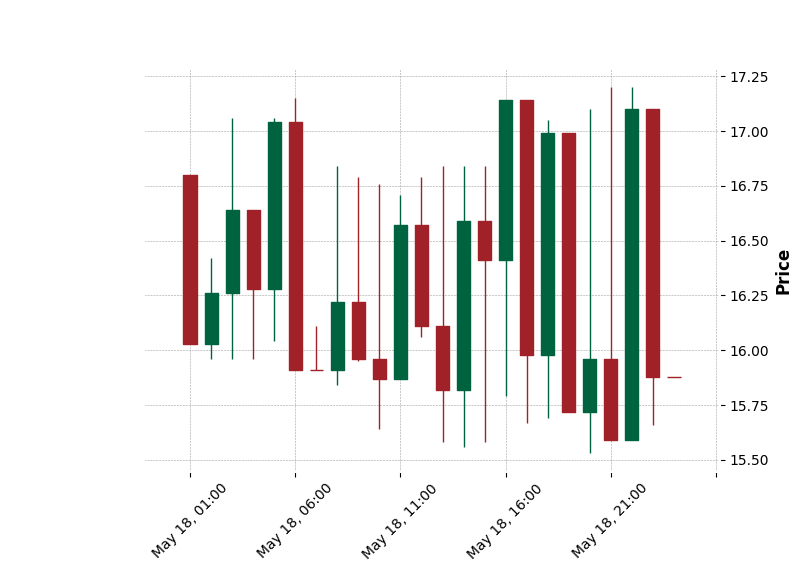 17.25
17.00
16.75
16.50
16.25
16.00
15.75
15.50
Price
May 18, 01:00
May 18, 06:00
May 18, 11:00
May 18, 16:00
May 18, 21:00